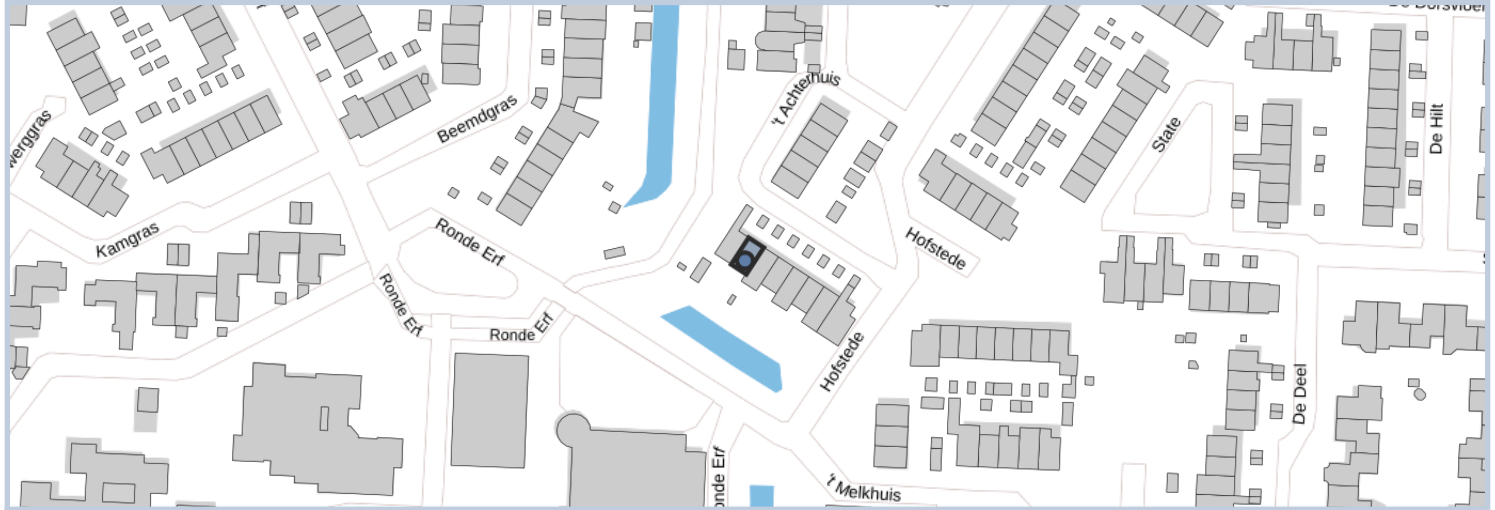 't Achterhuis
Beemdgras
De Hilt
State
Kamgras
Ronde Erf
Hofstede
Ronde Erf
Ronde Erf
Hofstede
De Deel
't Melkhuis